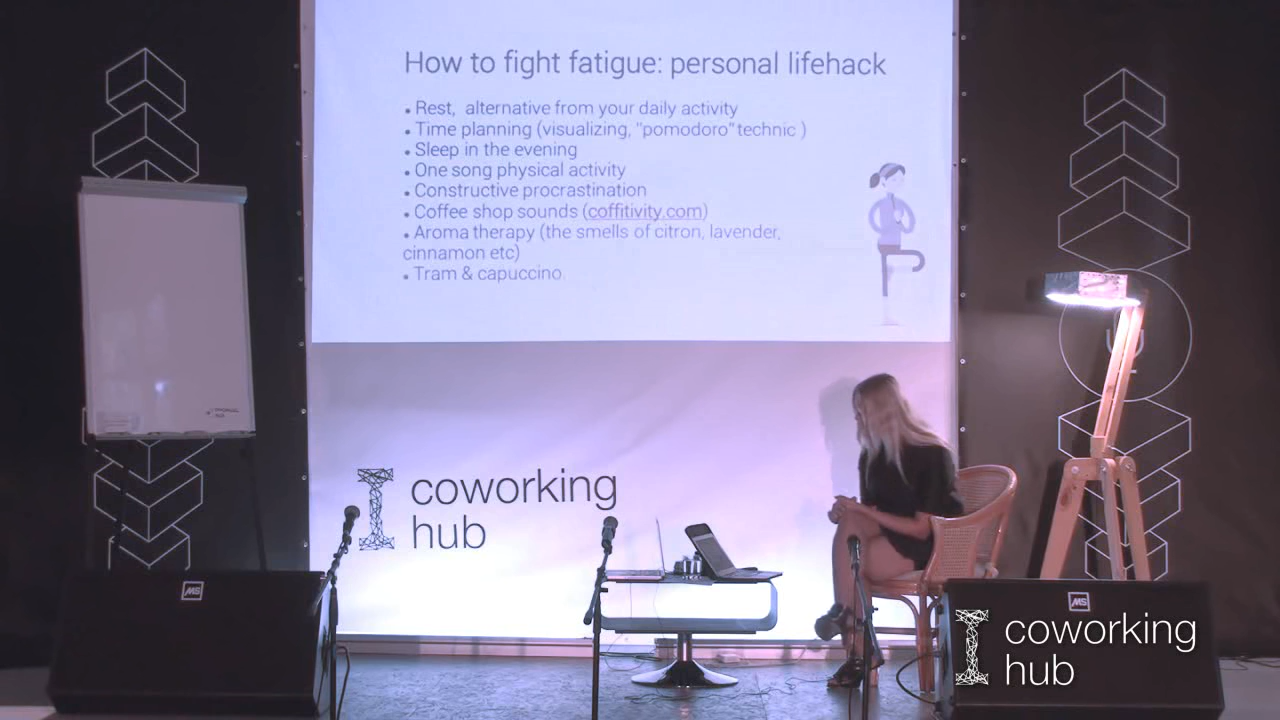 How to fight fatigue: personal lifehack
• Rest, alternative from your daily activity
• Time planning (visualizing, "pomodoro" technic )
• Sleep in the evening
• One song physical activity
• Constructive procrastination
• Coffee shop sounds (coffitivity.com)
• Aroma therapy (the smells of citron, lavender,
cinnamon etc)
• Tram & capuccino
coworking
hub
MS
MS
coworking
hub